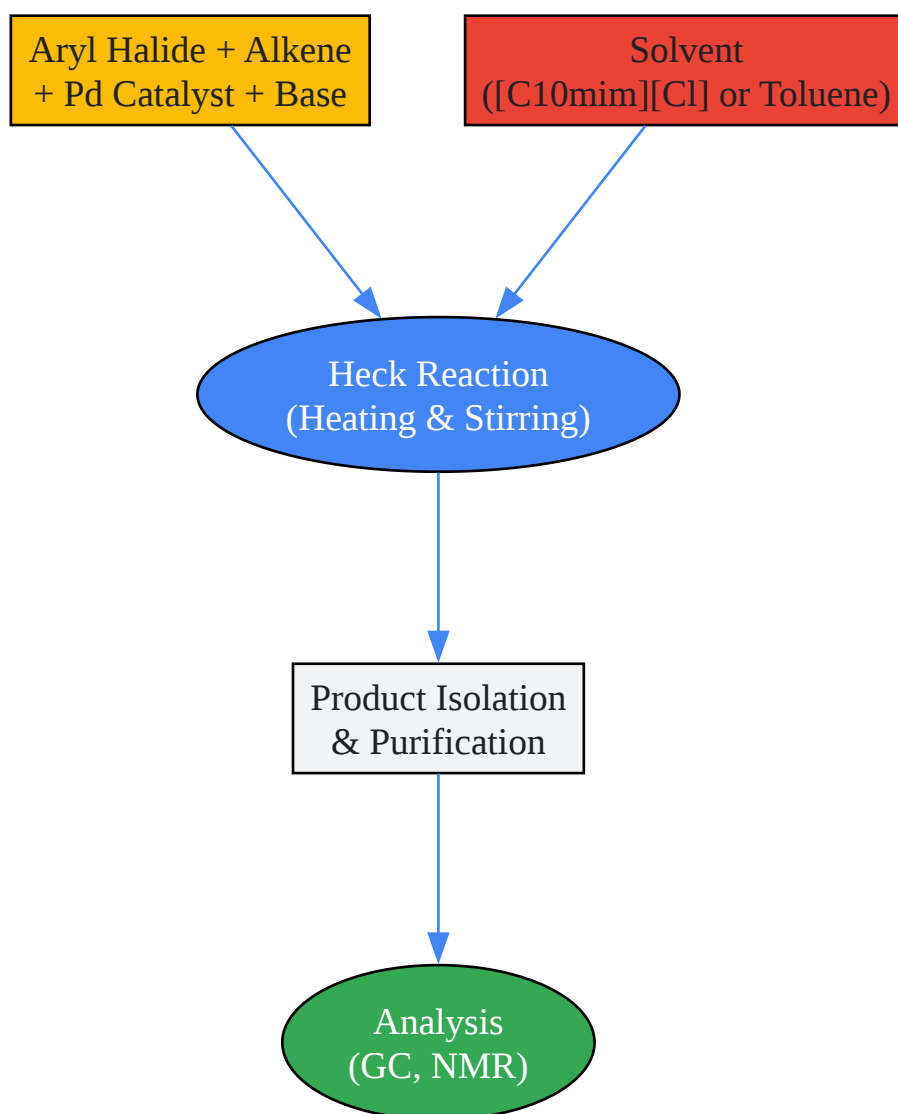 Aryl Halide + Alkene
+ Pd Catalyst + Base
Solvent
([C10mim][Cl] or Toluene)
Heck Reaction
(Heating & Stirring)
Product Isolation
& Purification
Analysis
(GC, NMR)